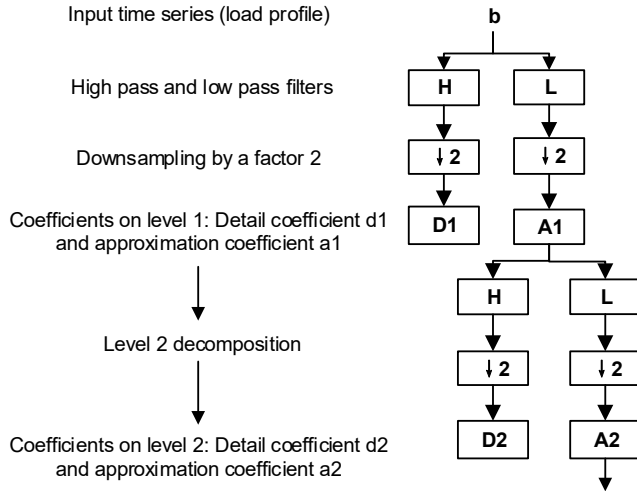 Input time series (load profile)
b
High pass and low pass filters
H
L
Downsampling by a factor 2
↓ 2
↓ 2
Coefficients on level 1: Detail coefficient d1
and approximation coefficient a1
D1
A1
H
L
Level 2 decomposition
↓ 2
↓ 2
Coefficients on level 2: Detail coefficient d2
and approximation coefficient a2
D2
A2